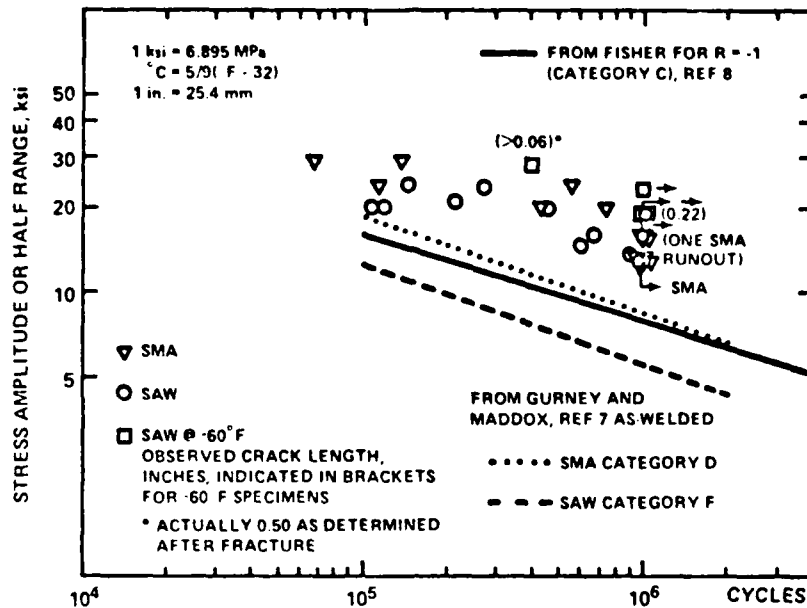 1 ksi = 6.895 MPa
°C = 5/9( F - 32)
1 in. = 25.4 mm
FROM FISHER FOR R = -1
(CATEGORY C), REF 8
STRESS AMPLITUDE OR HALF RANGE, ksi
50
40
30
20
10
5
(>0.06)*
(0.22)
(ONE SMA
RUNOUT)
SMA
SMA
SAW
SAW @ -60°F
OBSERVED CRACK LENGTH,
INCHES, INDICATED IN BRACKETS
FOR -60 F SPECIMENS
* ACTUALLY 0.50 AS DETERMINED
AFTER FRACTURE
FROM GURNEY AND
MADDOX, REF 7 AS-WELDED
SMA CATEGORY D
SAW CATEGORY F
10⁴
10⁵
10⁶
CYCLES